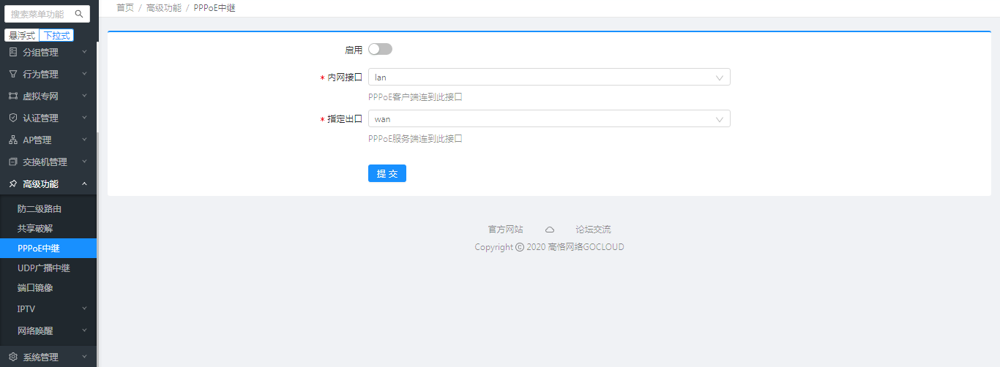 搜索菜单功能
悬浮式 下拉式
分组管理
行为管理
虚拟专网
认证管理
AP管理
交换机管理
高级功能
防二级路由
共享破解
PPPoE中继
UDP广播中继
端口镜像
IPTV
网络唤醒
系统管理
首页 / 高级功能 / PPPoE中继
启用
* 内网接口 lan
PPPoE客户端连到此接口
* 指定出口 wan
PPPoE服务端连到此接口
提 交
官方网站 论坛交流
Copyright © 2020 高恪网络GOCLOUD